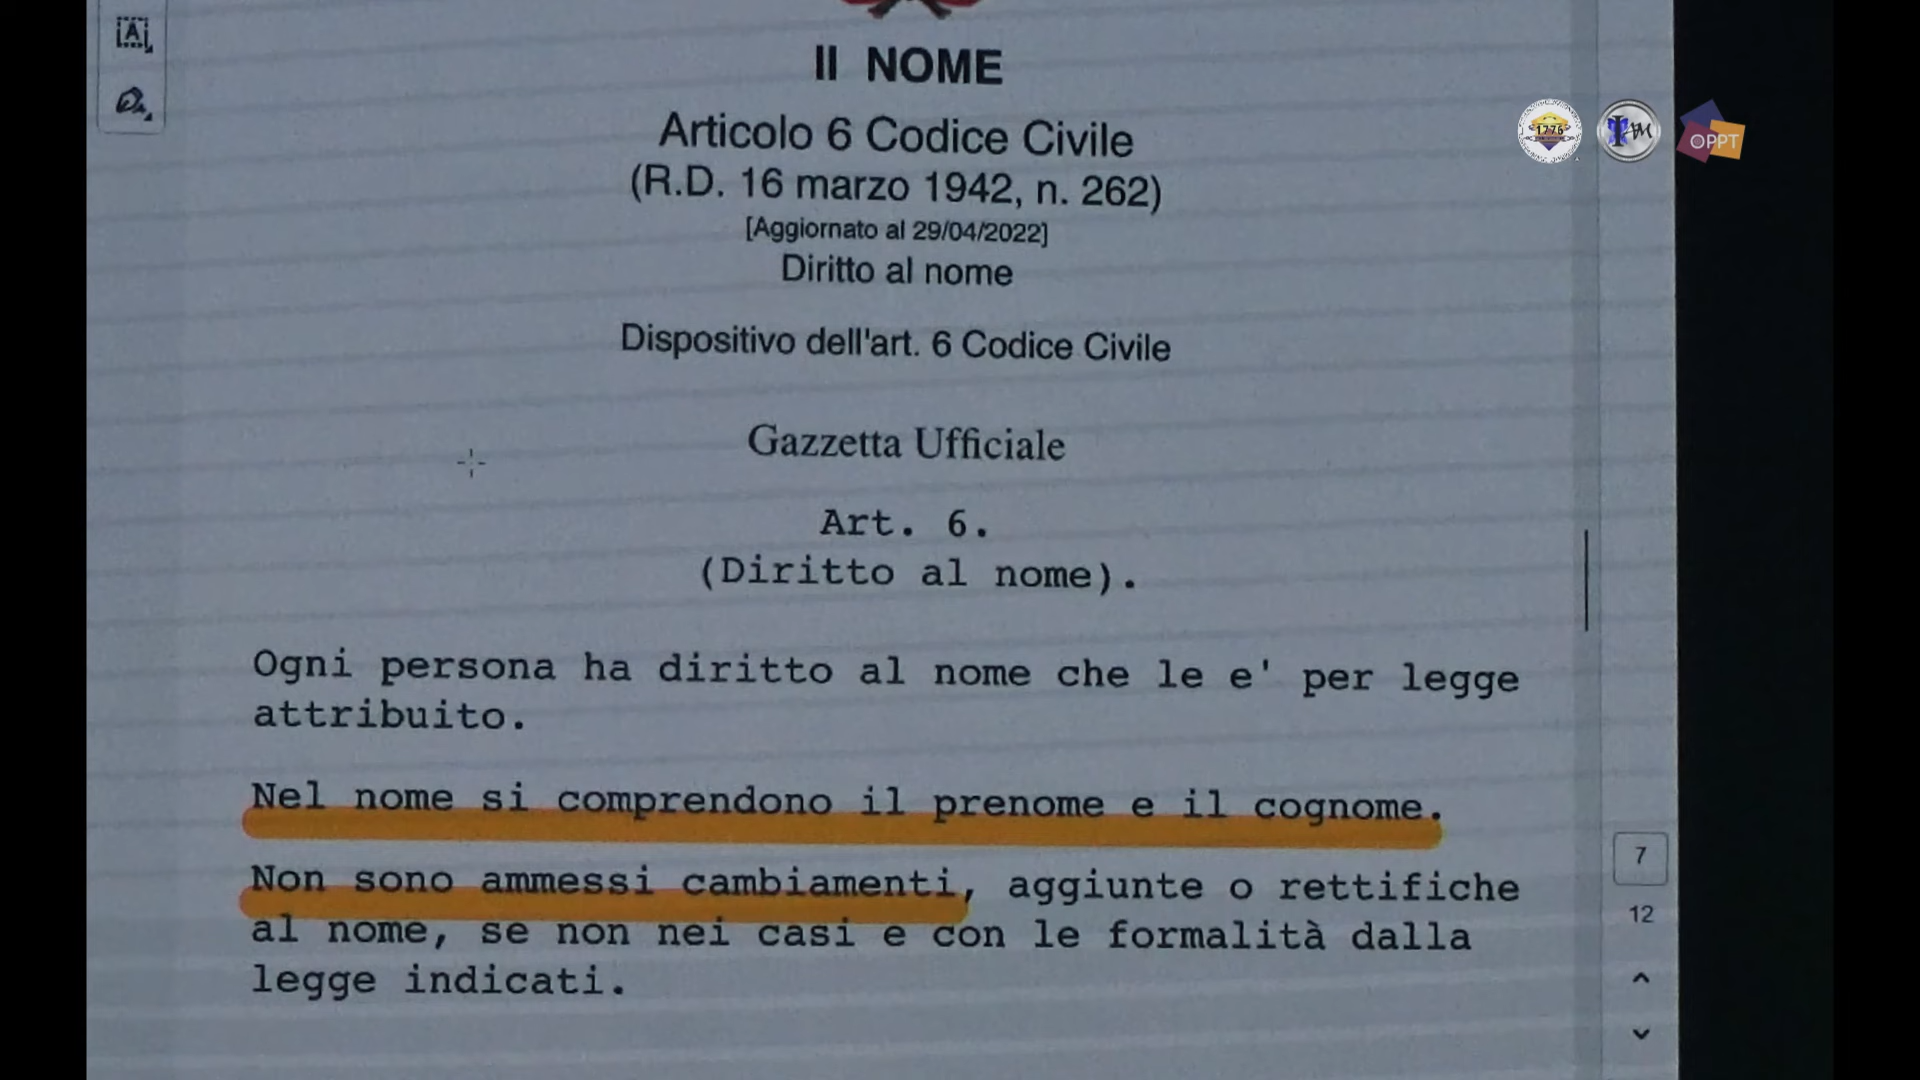 Il NOME
Articolo 6 Codice Civile
(R.D. 16 marzo 1942, n. 262)
[Aggiornato al 29/04/2022]
Diritto al nome
Dispositivo dell'art. 6 Codice Civile
Gazzetta Ufficiale
Art. 6.
(Diritto al nome).
Ogni persona ha diritto al nome che le e' per legge
attribuito.
Nel nome si comprendono il prenome e il cognome.
Non sono ammessi cambiamenti, aggiunte o rettifiche
al nome, se non nei casi e con le formalità dalla
legge indicati.
1776
OPPT
7
12